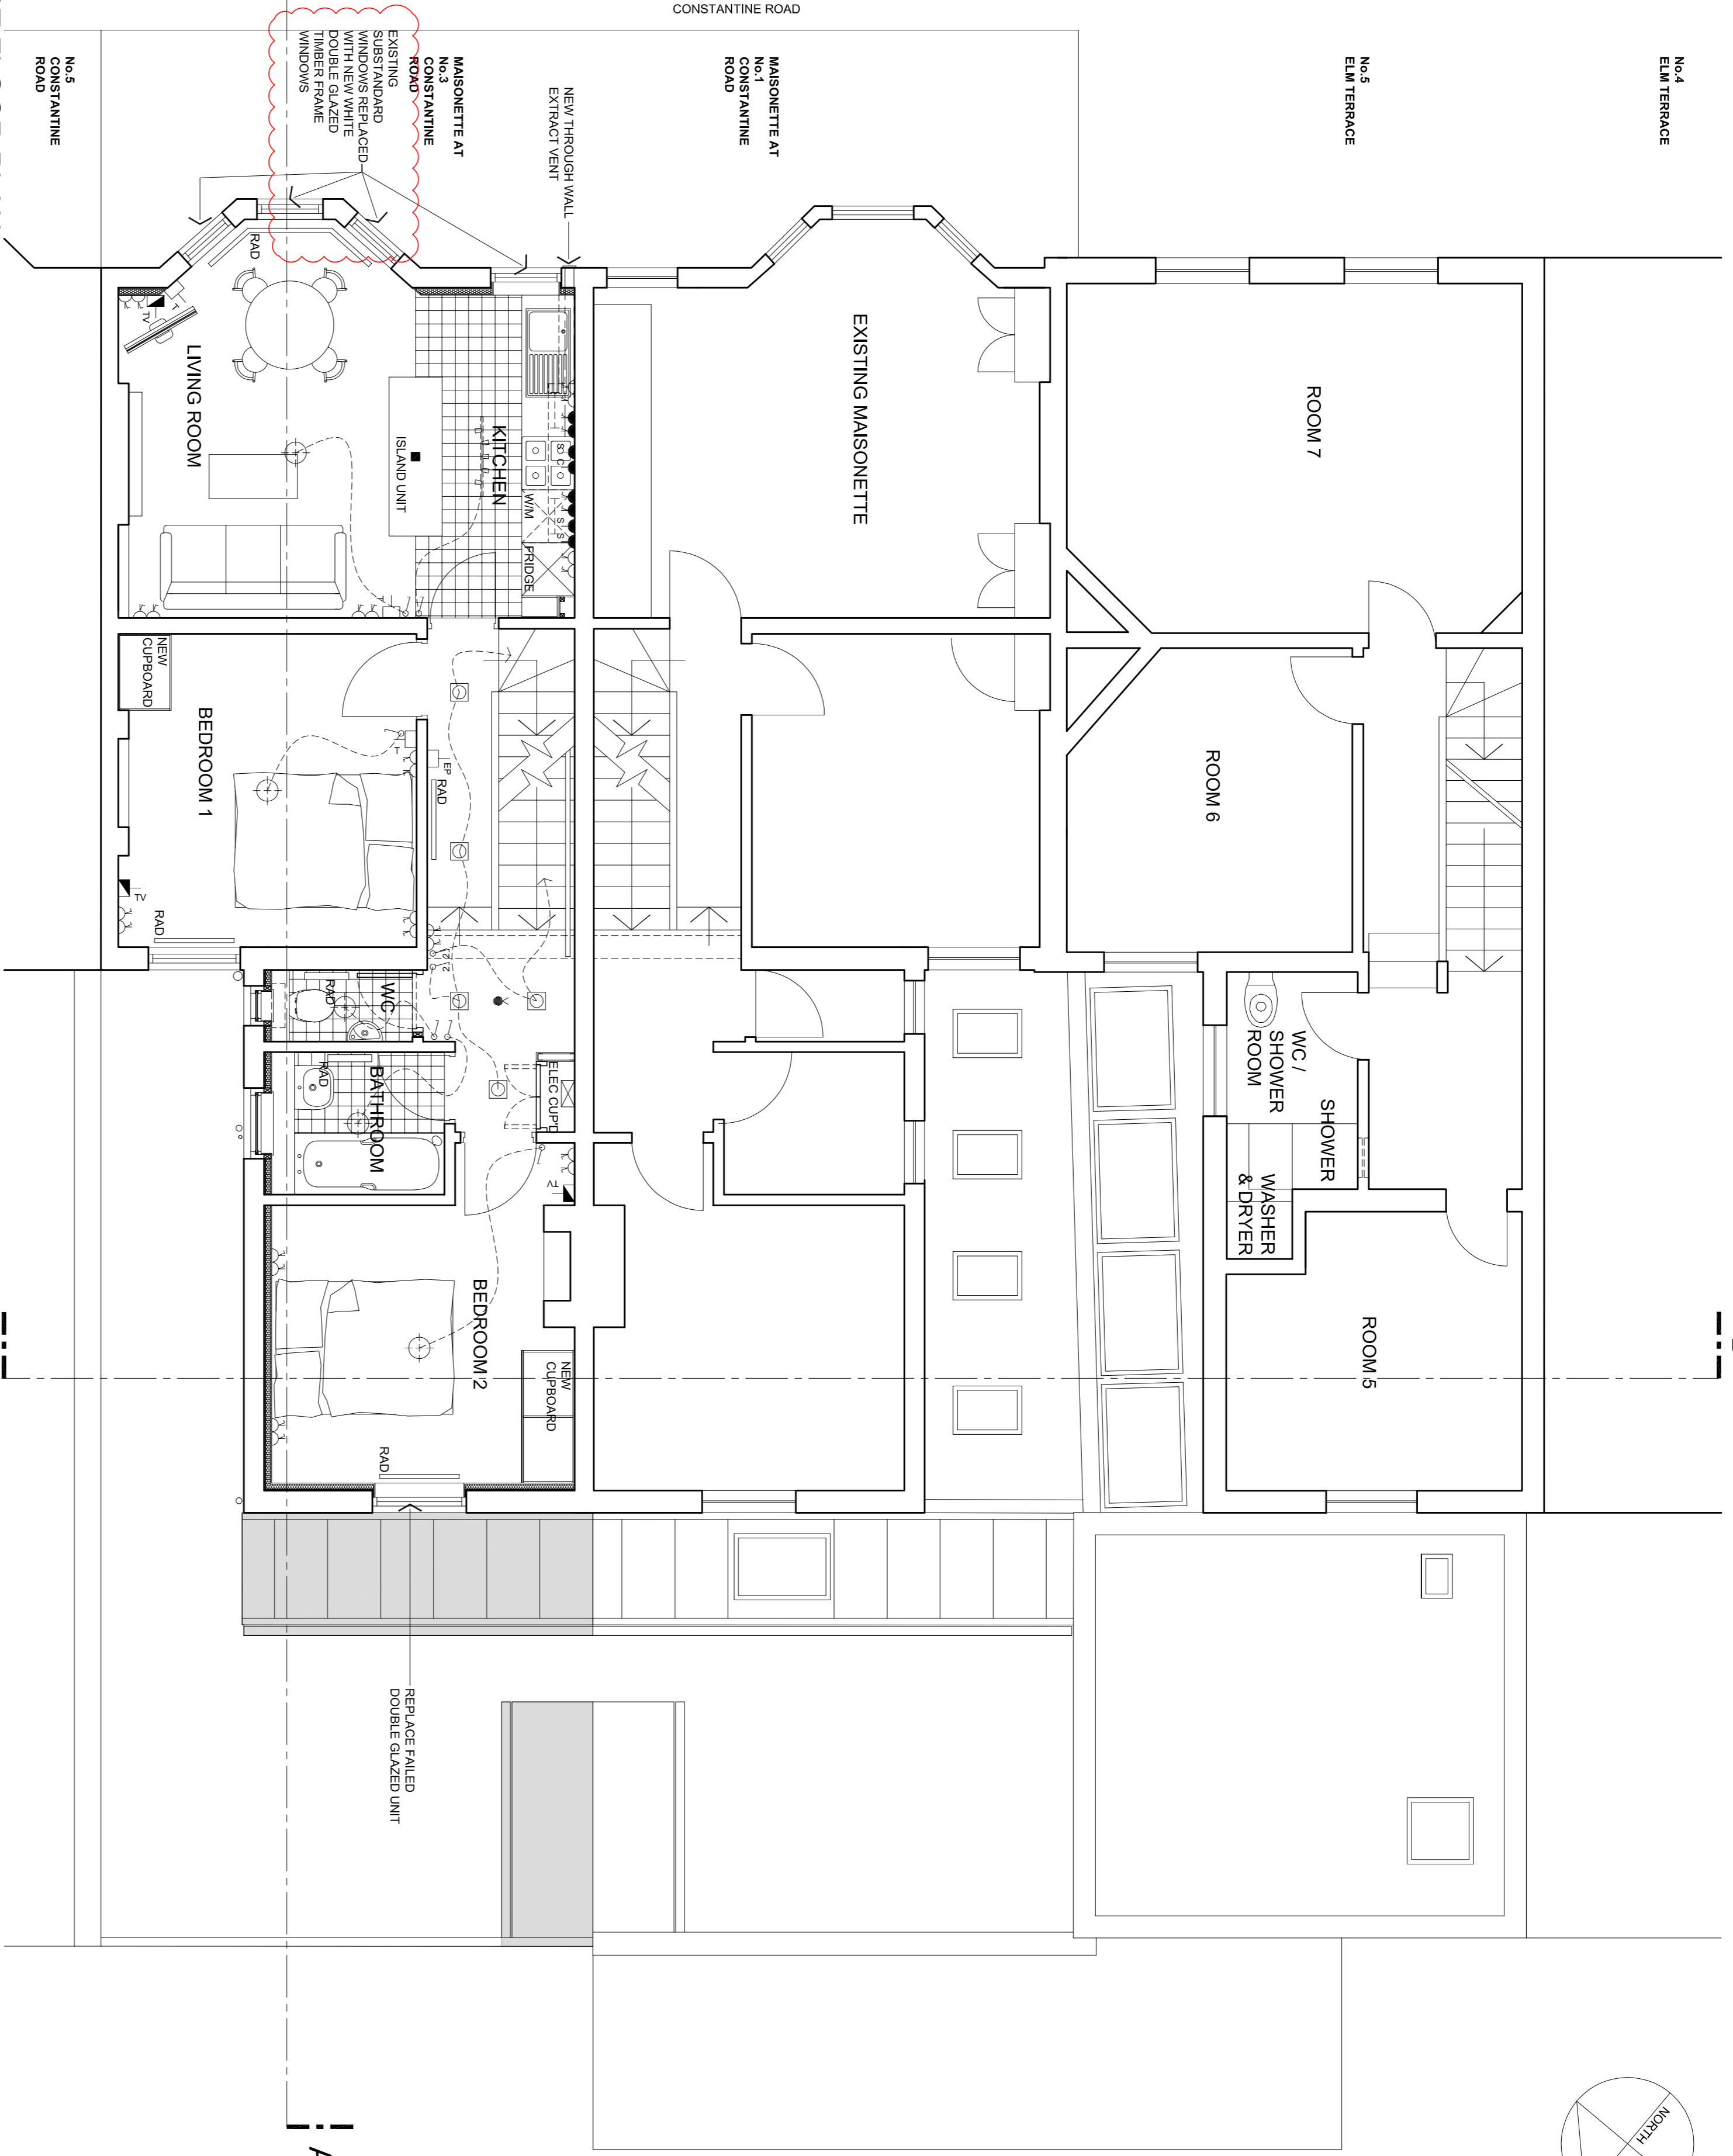 CONSTANTINE ROAD
No.4
ELM TERRACE
No.5
ELM TERRACE
MAISONETTE AT
No.1
CONSTANTINE
ROAD
MAISONETTE AT
No.3
CONSTANTINE
ROAD
No.5
CONSTANTINE
ROAD
NEW THROUGH WALL
EXTRACT VENT
EXISTING
SUBSTANDARD
WINDOWS REPLACED
WITH NEW WHITE
DOUBLE GLAZED
TIMBER FRAME
WINDOWS
ROOM 7
EXISTING MAISONETTE
KITCHEN
ISLAND UNIT
LIVING ROOM
RAD
TV
T
S
C
W/M
S
S
FRIDGE
T
ROOM 6
NEW
CUPBOARD
BEDROOM 1
T
EP
RAD
TV
RAD
2
2
WC
RAD
BATHROOM
RAD
ELEC CUP'D
TV
WC /
SHOWER
ROOM
SHOWER
WASHER
& DRYER
ROOM 5
BEDROOM 2
NEW
CUPBOARD
RAD
REPLACE FAILED
DOUBLE GLAZED UNIT
NORTH
A